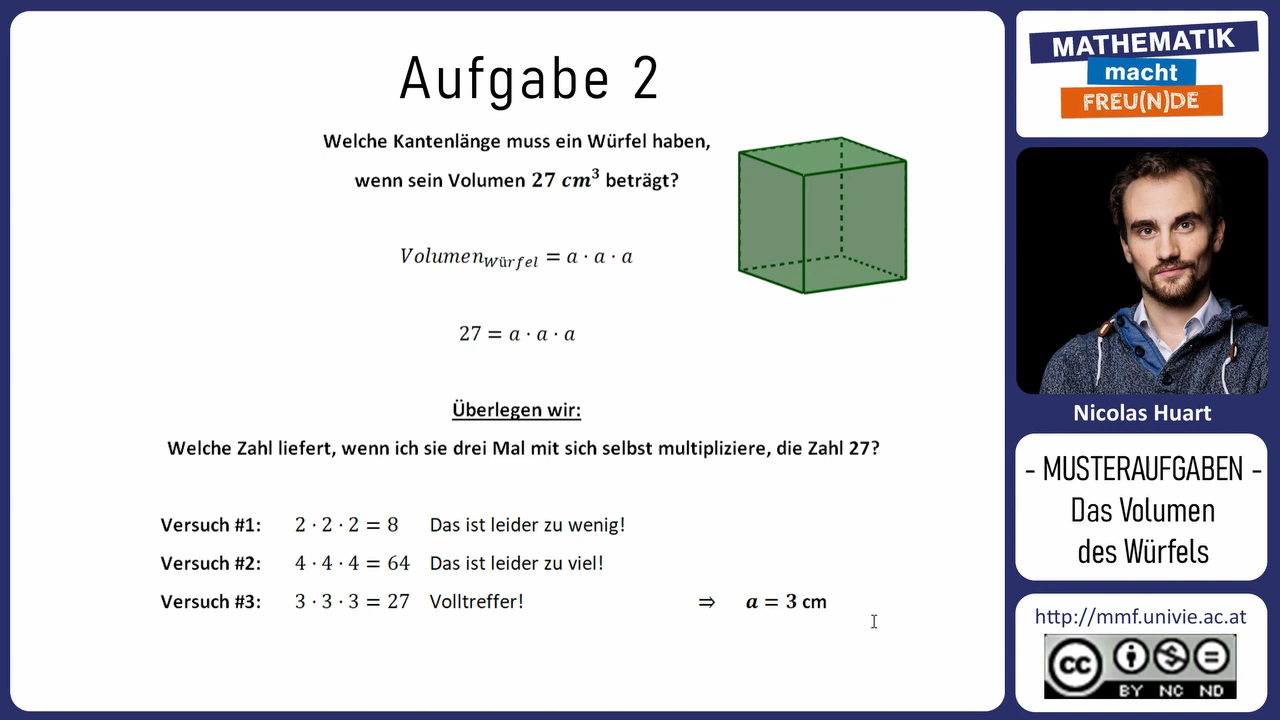 Aufgabe 2
Welche Kantenlänge muss ein Würfel haben,
wenn sein Volumen 27 cm³ beträgt?
Volumen_Würfel = a · a · a
27 = a · a · a
Überlegen wir:
Welche Zahl liefert, wenn ich sie drei Mal mit sich selbst multipliziere, die Zahl 27?
Versuch #1: 2 · 2 · 2 = 8 Das ist leider zu wenig!
Versuch #2: 4 · 4 · 4 = 64 Das ist leider zu viel!
Versuch #3: 3 · 3 · 3 = 27 Volltreffer! ⇒ a = 3 cm
MATHEMATIK
macht
FREU(N)DE
Nicolas Huart
- MUSTERAUFGABEN -
Das Volumen
des Würfels
http://mmf.univie.ac.at
cc
BY NC ND